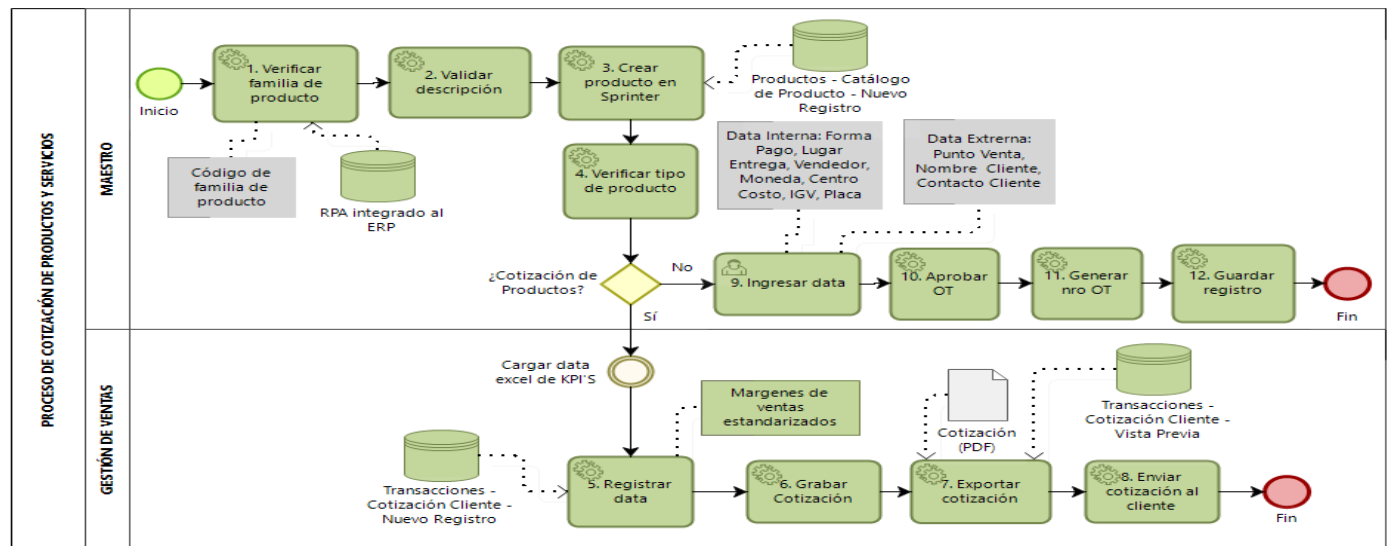 PROCESO DE COTIZACIÓN DE PRODUCTOS Y SERVICIOS
MAESTRO
Inicio
1. Verificar
familia de
producto
2. Validar
descripción
3. Crear
producto en
Sprinter
Productos - Catálogo
de Producto - Nuevo
Registro
Código de
familia de
producto
RPA integrado al
ERP
4. Verificar tipo
de producto
Data Interna: Forma
Pago, Lugar
Entrega, Vendedor,
Moneda, Centro
Costo, IGV, Placa
Data Extrerna:
Punto Venta,
Nombre Cliente,
Contacto Cliente
¿Cotización de
Productos?
No
Sí
9. Ingresar data
10. Aprobar
OT
11. Generar
nro OT
12. Guardar
registro
Fin
GESTIÓN DE VENTAS
Cargar data
excel de KPI'S
Margenes de
ventas
estandarizados
Cotización
(PDF)
Transacciones -
Cotización Cliente -
Vista Previa
Transacciones -
Cotización Cliente -
Nuevo Registro
5. Registrar
data
6. Grabar
Cotización
7. Exportar
cotización
8. Enviar
cotización al
cliente
Fin